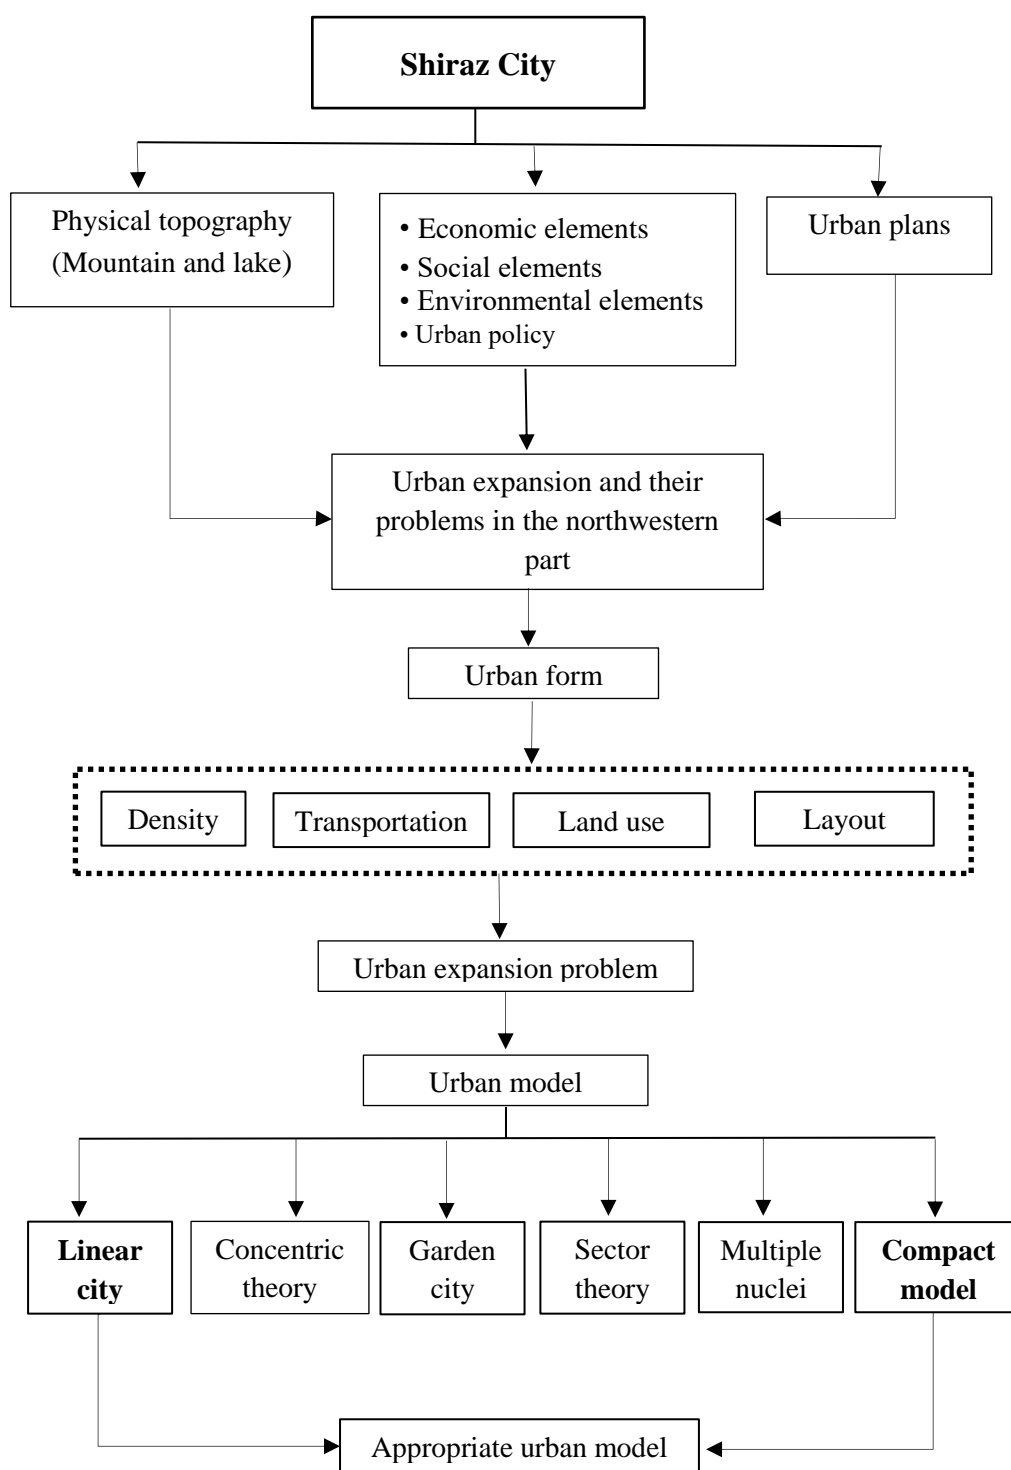 Shiraz City
Physical topography
(Mountain and lake)
• Economic elements
• Social elements
• Environmental elements
• Urban policy
Urban plans
Urban expansion and their
problems in the northwestern
part
Urban form
Density
Transportation
Land use
Layout
Urban expansion problem
Urban model
Linear
city
Concentric
theory
Garden
city
Sector
theory
Multiple
nuclei
Compact
model
Appropriate urban model